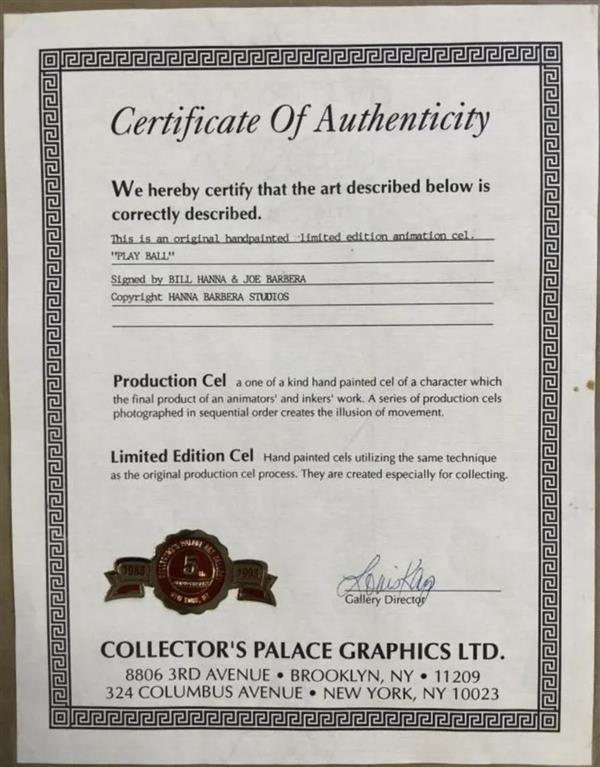 Certificate Of Authenticity
We hereby certify that the art described below is
correctly described.
This is an original handpainted limited edition animation cel.
"PLAY BALL"
Signed by BILL HANNA & JOE BARBERA
Copyright HANNA BARBERA STUDIOS
Production Cel a one of a kind hand painted cel of a character which
the final product of an animators' and inkers' work. A series of production cels
photographed in sequential order creates the illusion of movement.
Limited Edition Cel Hand painted cels utilizing the same technique
as the original production cel process. They are created especially for collecting.
1988 5th 1993
Gallery Director
COLLECTOR'S PALACE GRAPHICS LTD.
8806 3RD AVENUE • BROOKLYN, NY • 11209
324 COLUMBUS AVENUE • NEW YORK, NY 10023